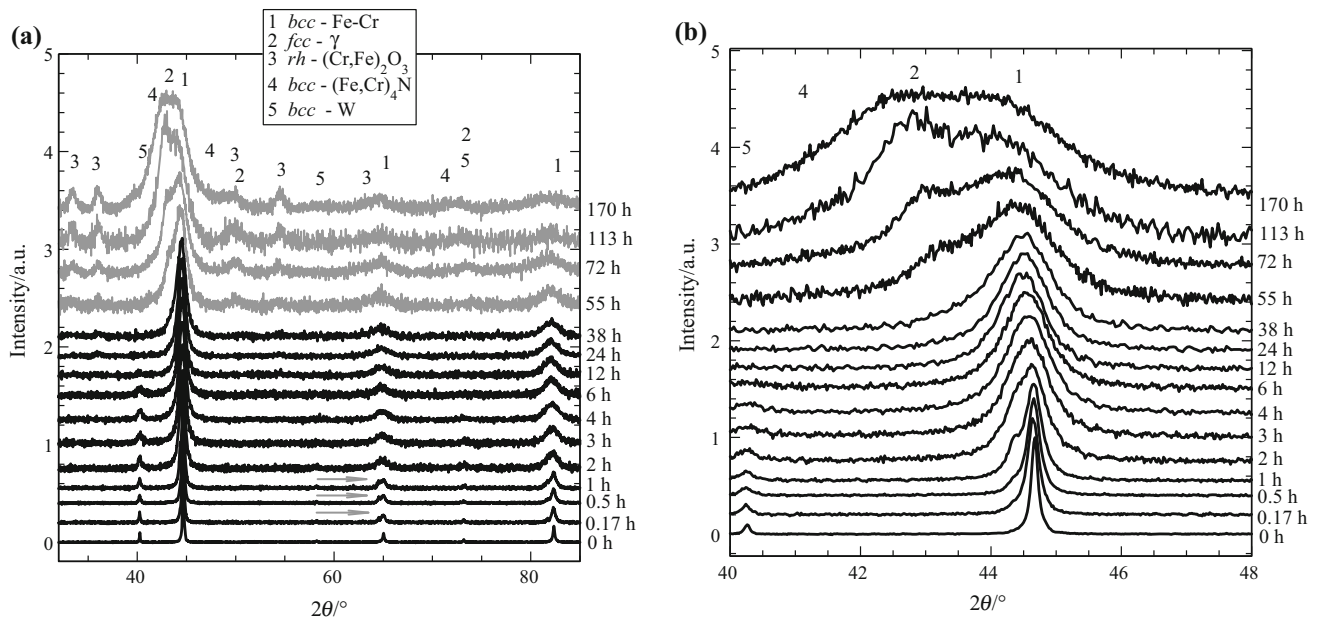 (a)
1 bcc - Fe-Cr
2 fcc - γ
3 rh - (Cr,Fe)2O3
4 bcc - (Fe,Cr)4N
5 bcc - W
Intensity/a.u.
5
4
3
2
1
0
3 3 5 4 2 1 4 3 2 3 5 3 1 4 2 5 1
170 h
113 h
72 h
55 h
38 h
24 h
12 h
6 h
4 h
3 h
2 h
1 h
0.5 h
0.17 h
0 h
40 60 80
2θ/°
(b)
Intensity/a.u.
5
4
3
2
1
0
5 4 2 1
170 h
113 h
72 h
55 h
38 h
24 h
12 h
6 h
4 h
3 h
2 h
1 h
0.5 h
0.17 h
0 h
40 42 44 46 48
2θ/°